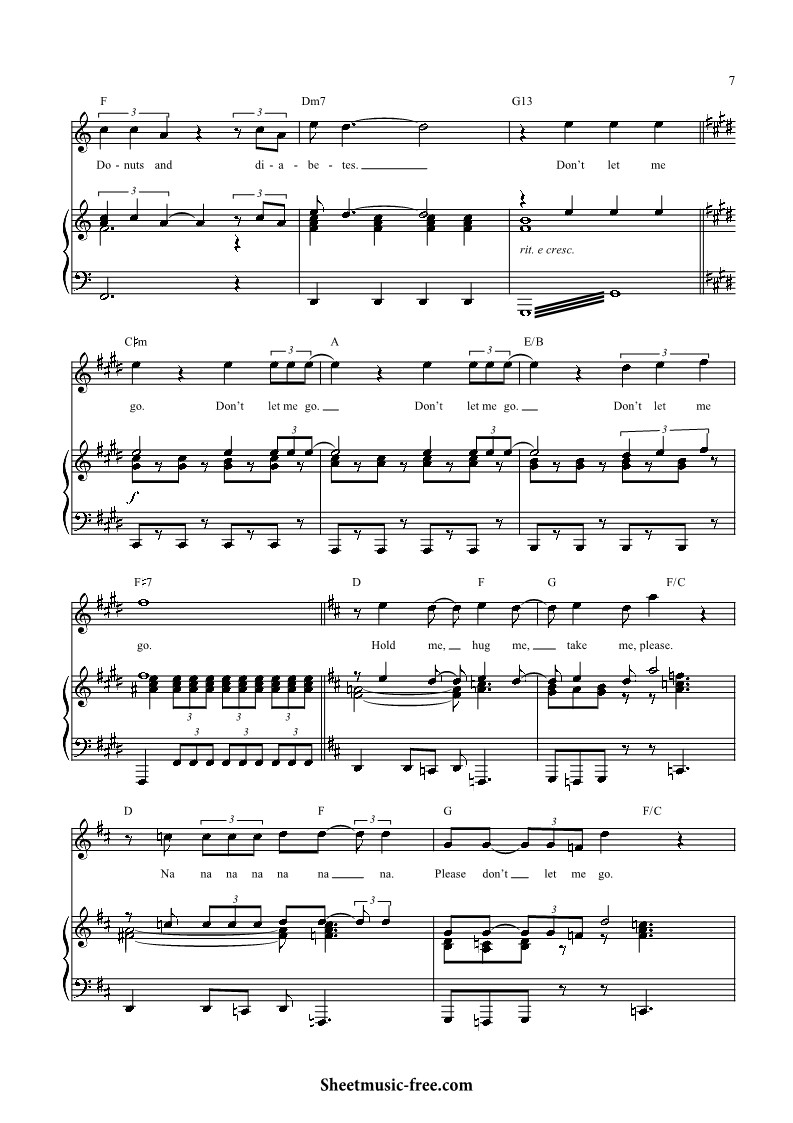 7
F Dm7 G13
3 3
Do - nuts and di - a - be - tes. Don't let me
3 3
rit. e cresc.
C♯m A E/B
3 3 3
go. Don't let me go. Don't let me go. Don't let me
3 3 3
f
F♯7 D F G F/C
go. Hold me, hug me, take me, please.
3 3 3
3 3 3
D F G F/C
3 3 3
Na na na na na na. Please don't let me go.
3 3 3
Sheetmusic-free.com